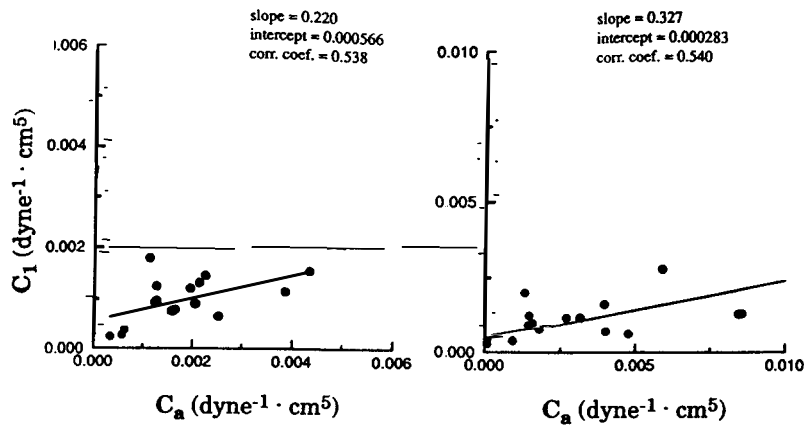 slope = 0.220
intercept = 0.000566
corr. coef. = 0.538
slope = 0.327
intercept = 0.000283
corr. coef. = 0.540
C1 (dyne-1 · cm5)
).006
0.004
0.002
0.000
0.000
0.002
0.004
0.006
Ca (dyne-1 · cm5)
0.010
0.005
0.000
0.000
0.005
0.010
Ca (dyne-1 · cm5)